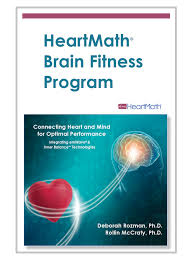 HeartMath®
Brain Fitness
Program
HeartMath
Connecting Heart and Mind
for Optimal Performance
Integrating emWave® &
Inner Balance™ Technologies
Deborah Rozman, Ph.D.
Rollin McCraty, Ph.D.